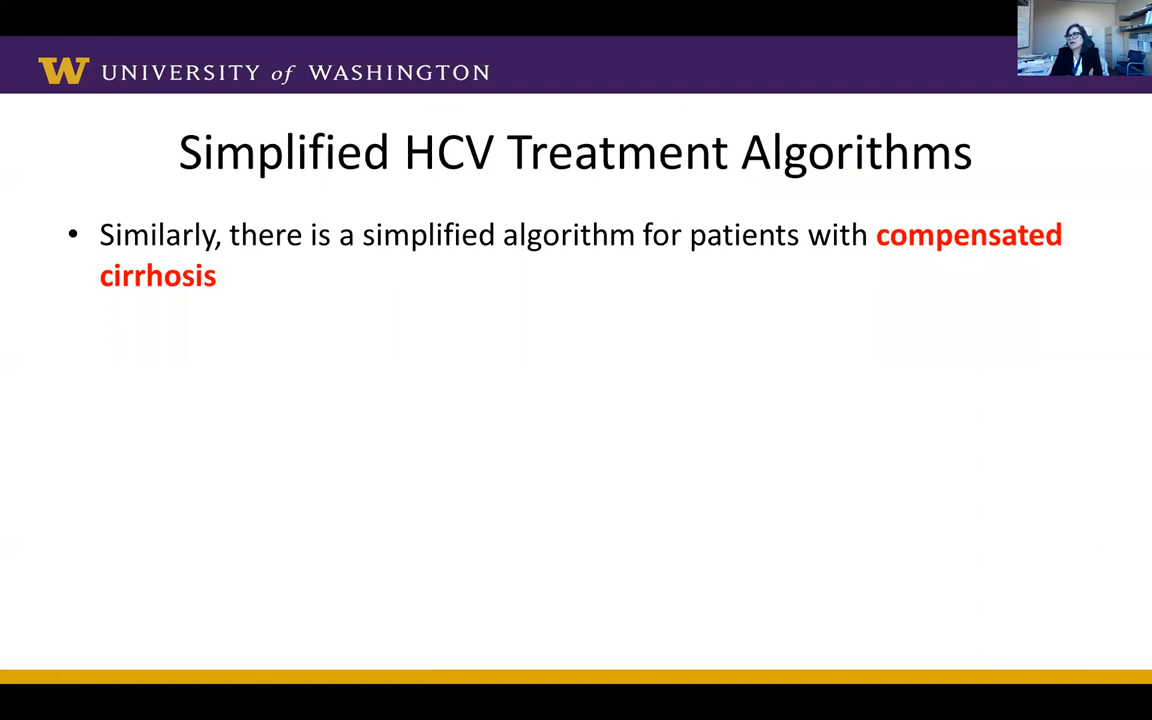 W UNIVERSITY of WASHINGTON
Simplified HCV Treatment Algorithms
• Similarly, there is a simplified algorithm for patients with compensated
cirrhosis